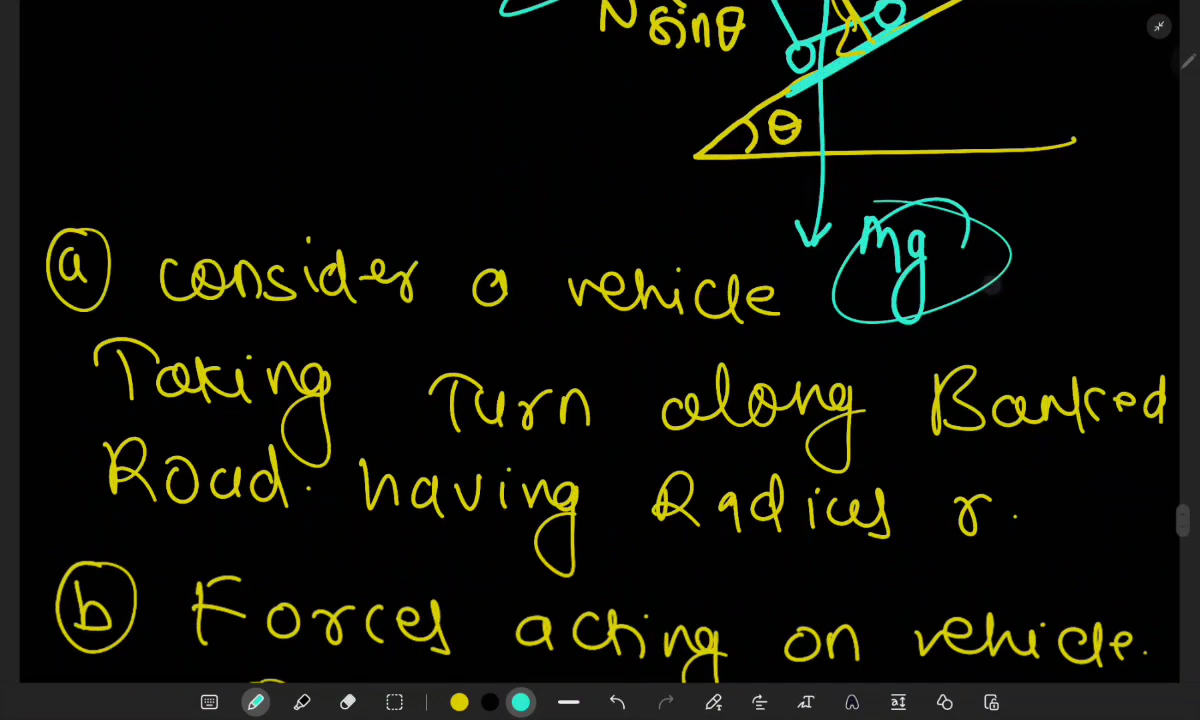 N sinθ
θ
mg
a consider a vehicle
Taking Turn along Banked
Road. having Radius r.
b Forces acting on vehicle.